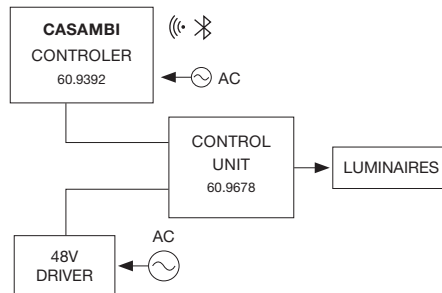 CASAMBI
CONTROLER
60.9392
AC
CONTROL
UNIT
60.9678
LUMINAIRES
AC
48V
DRIVER